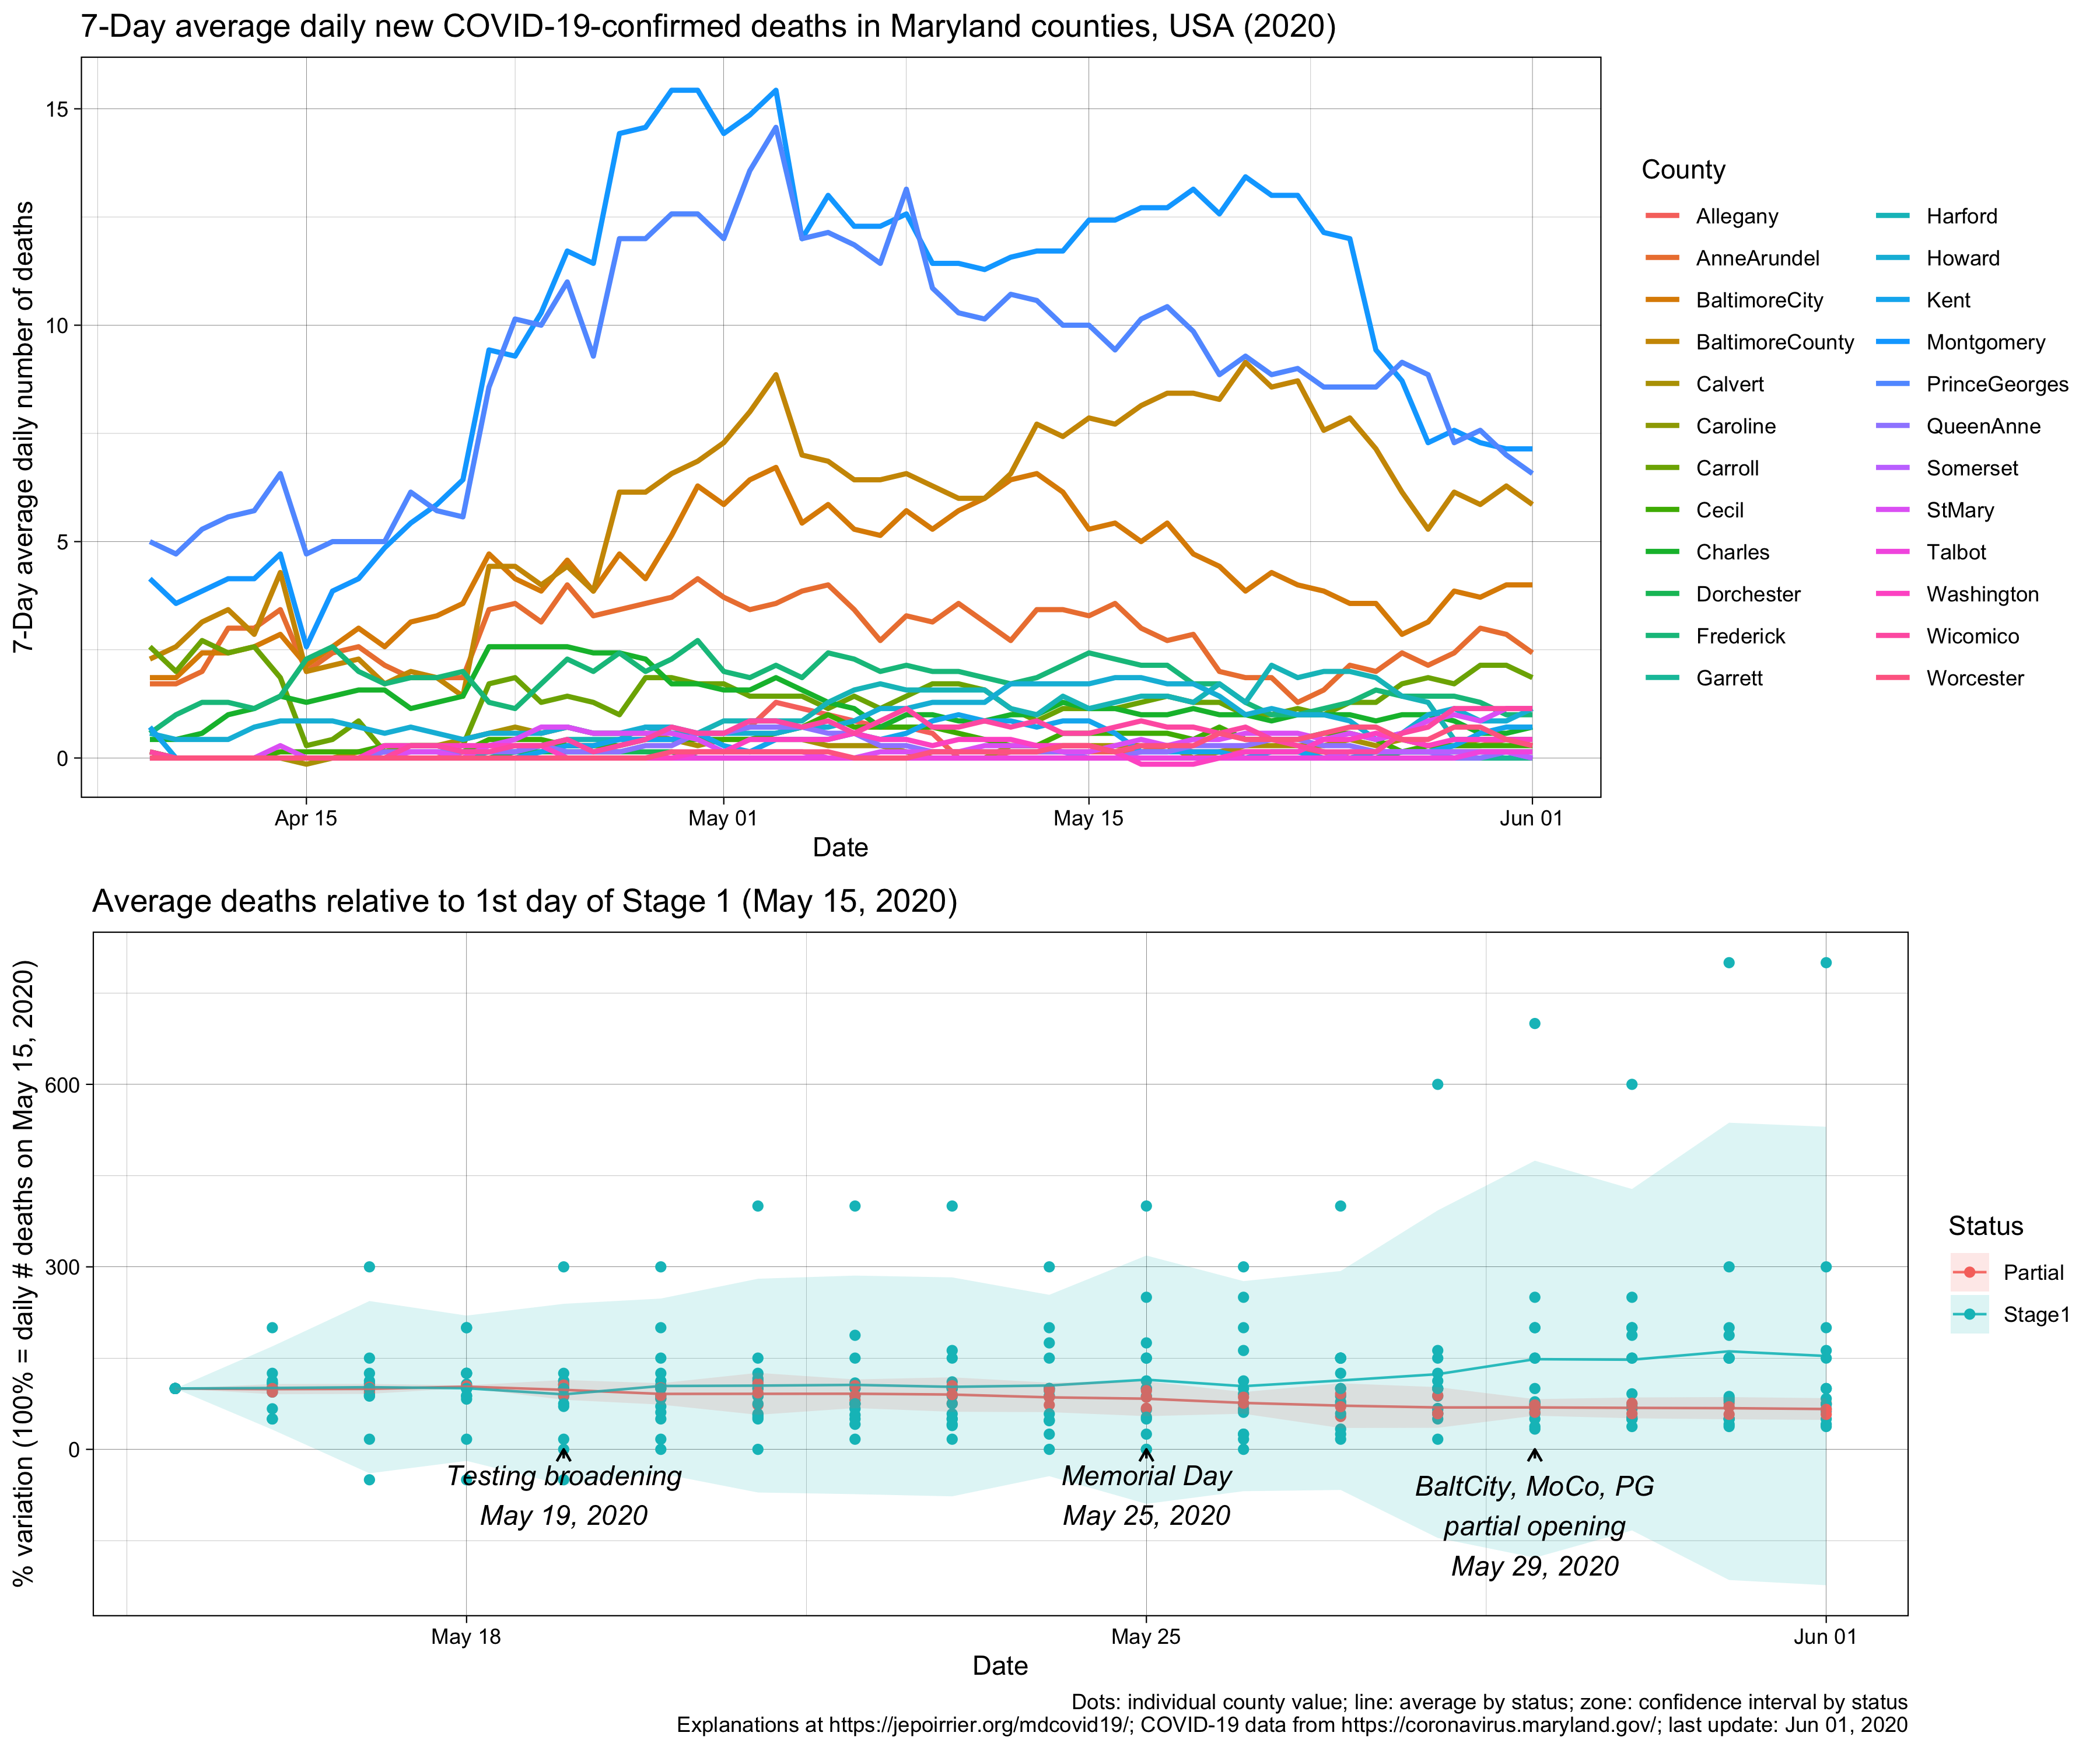 7-Day average daily new COVID-19-confirmed deaths in Maryland counties, USA (2020)
7-Day average daily number of deaths
15
10
5
0
Apr 15
May 01
May 15
Jun 01
Date
County
Allegany
AnneArundel
BaltimoreCity
BaltimoreCounty
Calvert
Caroline
Carroll
Cecil
Charles
Dorchester
Frederick
Garrett
Harford
Howard
Kent
Montgomery
PrinceGeorges
QueenAnne
Somerset
StMary
Talbot
Washington
Wicomico
Worcester
Average deaths relative to 1st day of Stage 1 (May 15, 2020)
% variation (100% = daily # deaths on May 15, 2020)
600
300
0
Testing broadening
May 19, 2020
Memorial Day
May 25, 2020
BaltCity, MoCo, PG
partial opening
May 29, 2020
May 18
May 25
Jun 01
Date
Status
Partial
Stage1
Dots: individual county value; line: average by status; zone: confidence interval by status
Explanations at https://jepoirrier.org/mdcovid19/; COVID-19 data from https://coronavirus.maryland.gov/; last update: Jun 01, 2020